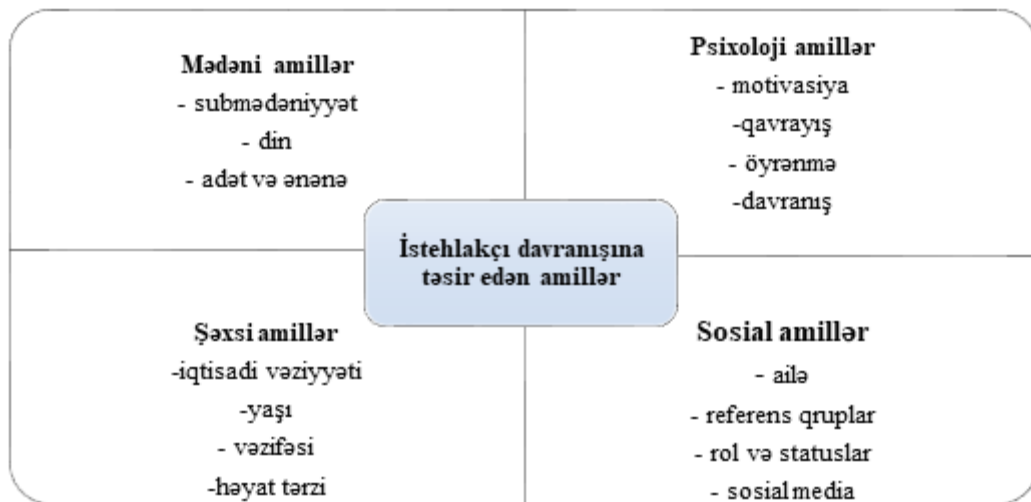 Mədəni amillər
- submədəniyyət
- din
- adət və ənənə
Psixoloji amillər
- motivasiya
-qavrayış
- öyrənmə
-davranış
İstehlakçı davranışına
təsir edən amillər
Şəxsi amillər
-iqtisadi vəziyyəti
-yaşı
- vəzifəsi
-həyat tərzi
Sosial amillər
- ailə
- referens qruplar
- rol və statuslar
- sosial media